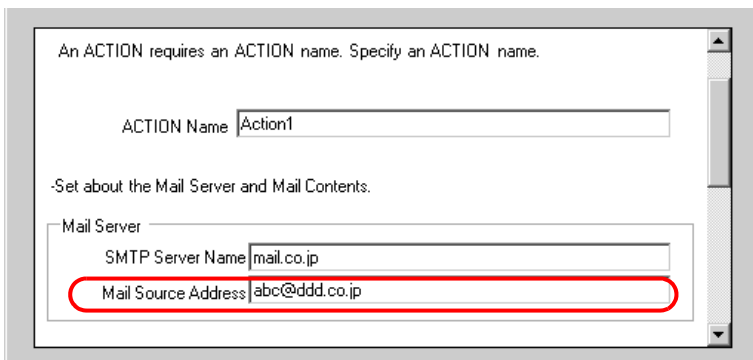 An ACTION requires an ACTION name. Specify an ACTION name.
ACTION Name Action1
-Set about the Mail Server and Mail Contents.
Mail Server
SMTP Server Name mail.co.jp
Mail Source Address abc@ddd.co.jp